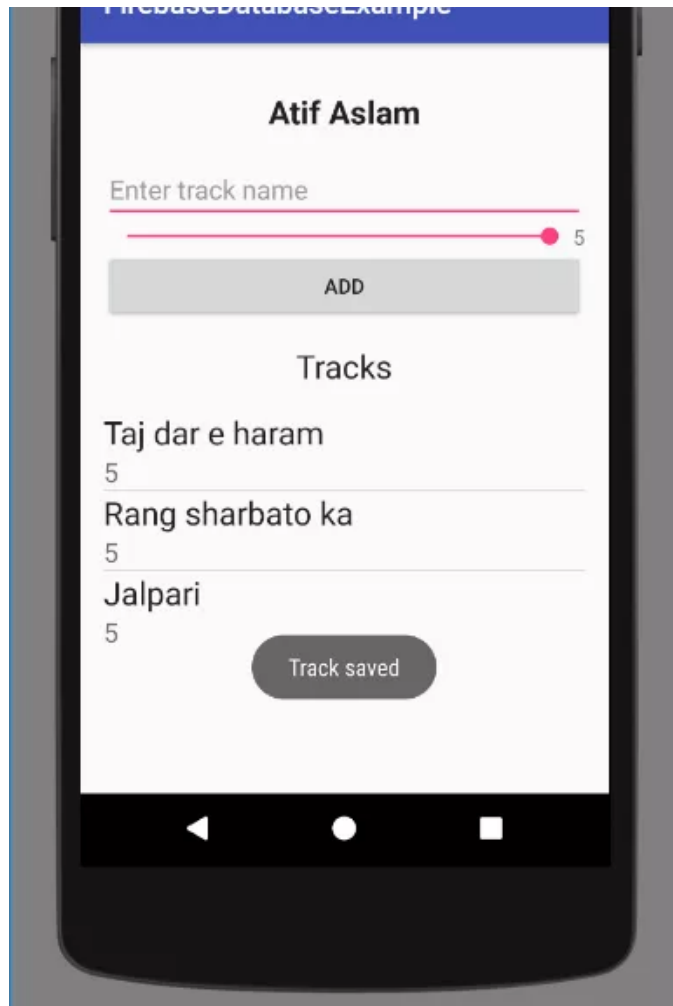 FirebaseDatabaseExample
Atif Aslam
Enter track name
5
ADD
Tracks
Taj dar e haram
5
Rang sharbato ka
5
Jalpari
5
Track saved